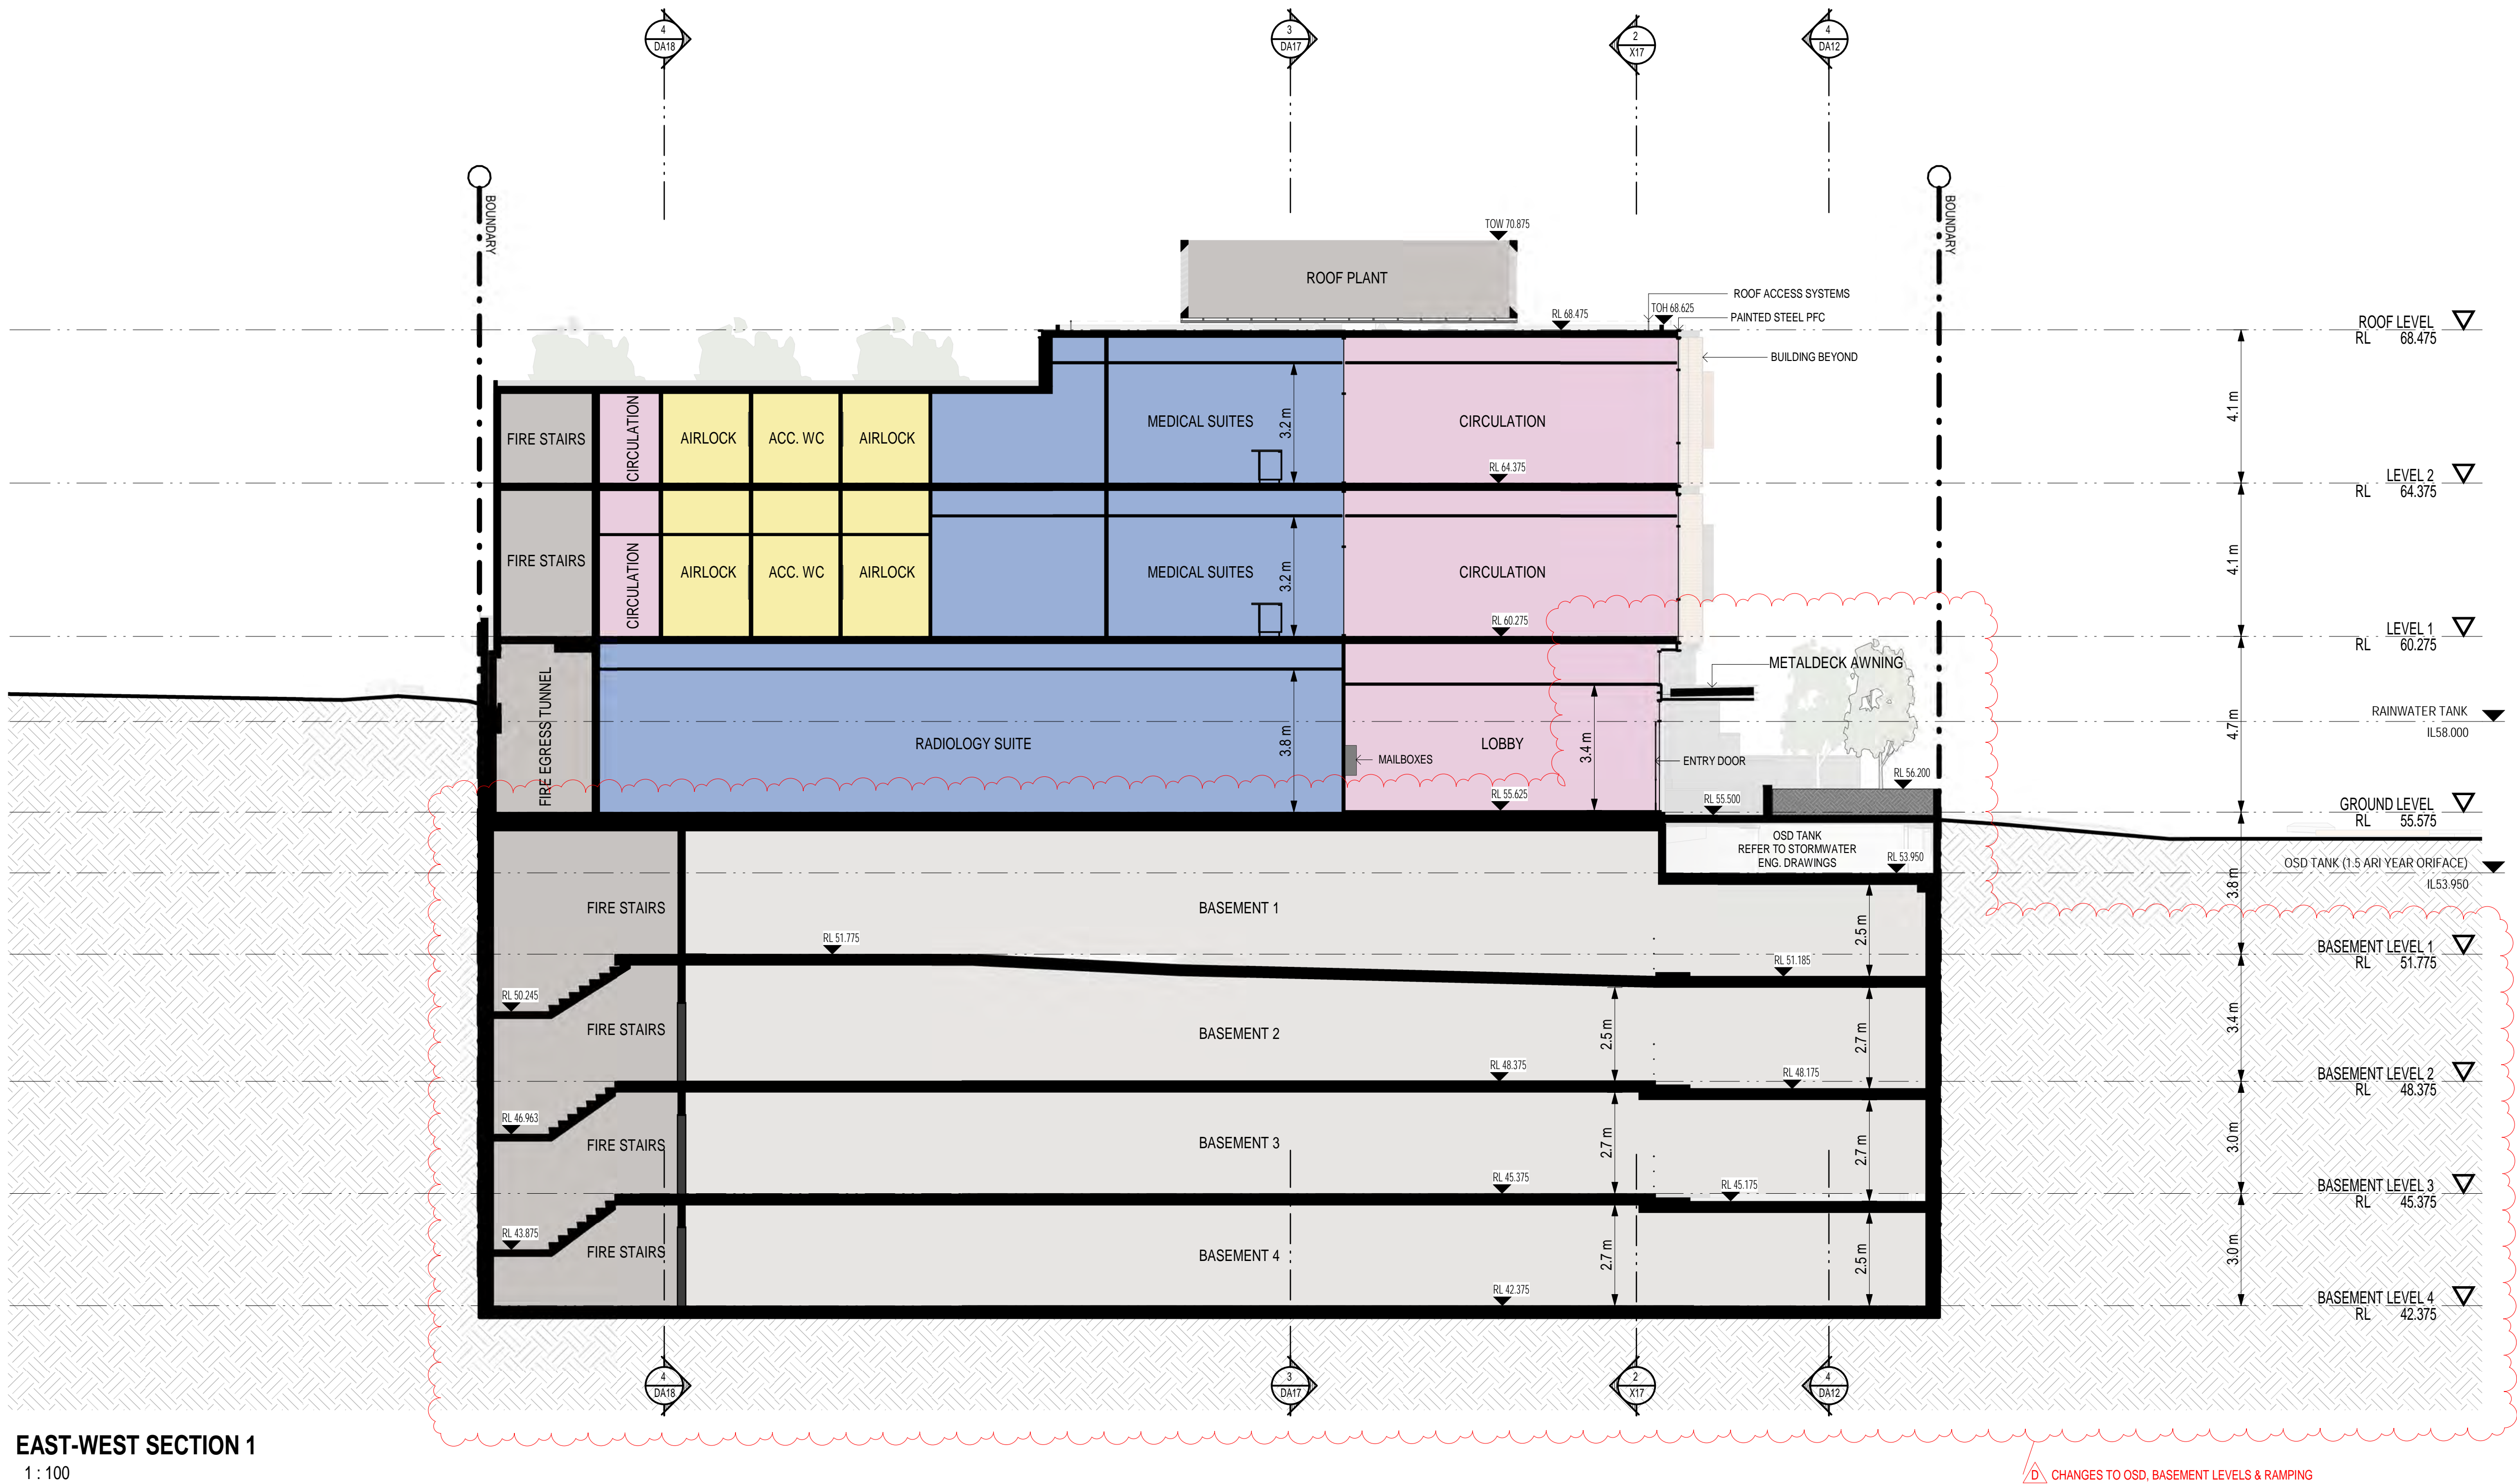 4
DA18
3
DA17
2
X17
4
DA12
BOUNDARY
BOUNDARY
TOW 70.875
ROOF PLANT
ROOF ACCESS SYSTEMS
RL 68.475
TOH 68.625
PAINTED STEEL PFC
ROOF LEVEL
RL 68.475
BUILDING BEYOND
FIRE STAIRS
CIRCULATION
AIRLOCK
ACC. WC
AIRLOCK
MEDICAL SUITES
3.2 m
CIRCULATION
4.1 m
RL 64.375
LEVEL 2
RL 64.375
FIRE STAIRS
CIRCULATION
AIRLOCK
ACC. WC
AIRLOCK
MEDICAL SUITES
3.2 m
CIRCULATION
4.1 m
RL 60.275
LEVEL 1
RL 60.275
METALDECK AWNING
FIRE EGRESS TUNNEL
RADIOLOGY SUITE
3.8 m
MAILBOXES
LOBBY
3.4 m
ENTRY DOOR
4.7 m
RAINWATER TANK
IL58.000
RL 56.200
RL 55.625
RL 55.500
GROUND LEVEL
RL 55.575
OSD TANK
REFER TO STORMWATER
ENG. DRAWINGS
RL 53.950
OSD TANK (1.5 ARI YEAR ORIFACE)
IL53.950
3.8 m
FIRE STAIRS
BASEMENT 1
2.5 m
RL 51.775
RL 51.185
BASEMENT LEVEL 1
RL 51.775
RL 50.245
FIRE STAIRS
BASEMENT 2
2.5 m
2.7 m
3.4 m
RL 48.375
RL 48.175
BASEMENT LEVEL 2
RL 48.375
RL 46.963
FIRE STAIRS
BASEMENT 3
2.7 m
2.7 m
3.0 m
RL 45.375
RL 45.175
BASEMENT LEVEL 3
RL 45.375
RL 43.875
FIRE STAIRS
BASEMENT 4
2.7 m
2.5 m
3.0 m
RL 42.375
BASEMENT LEVEL 4
RL 42.375
4
DA18
3
DA17
2
X17
4
DA12
EAST-WEST SECTION 1
1 : 100
D CHANGES TO OSD, BASEMENT LEVELS & RAMPING